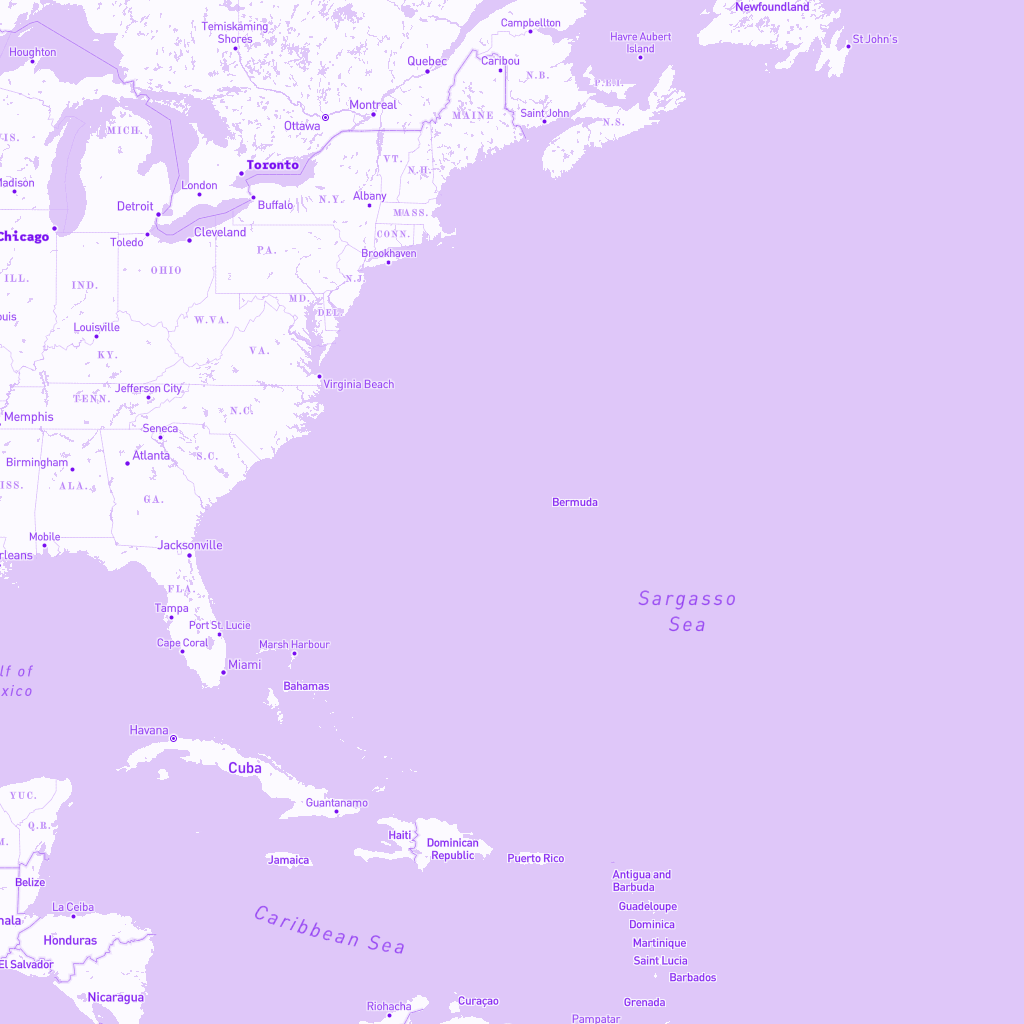 Newfoundland
Campbellton
Temiskaming
Shores
Havre Aubert
Island
St John's
Houghton
Quebec
Caribou
N.B.
P.E.I.
Montreal
Ottawa
MAINE
Saint John
N.S.
MICH.
VT.
Toronto
N.H.
Madison
London
N.Y.
Albany
Detroit
Buffalo
MASS.
Chicago
Toledo
Cleveland
CONN.
PA.
Brookhaven
OHIO
ILL.
IND.
N.J.
MD.
DEL.
W.VA.
Louisville
KY.
VA.
Jefferson City
Virginia Beach
TENN.
N.C.
Memphis
Seneca
Birmingham
Atlanta
S.C.
ALA.
GA.
Bermuda
Mobile
Jacksonville
FLA.
Sargasso
Sea
Tampa
Port St. Lucie
Cape Coral
Marsh Harbour
Miami
lf of
xico
Bahamas
Havana
Cuba
YUC.
Guantanamo
Q.R.
Haiti
Dominican
Republic
Jamaica
Puerto Rico
Belize
Antigua and
Barbuda
La Ceiba
Guadeloupe
Dominica
Caribbean Sea
Honduras
Martinique
El Salvador
Saint Lucia
Barbados
Nicaragua
Riohacha
Curaçao
Grenada
Pampatar